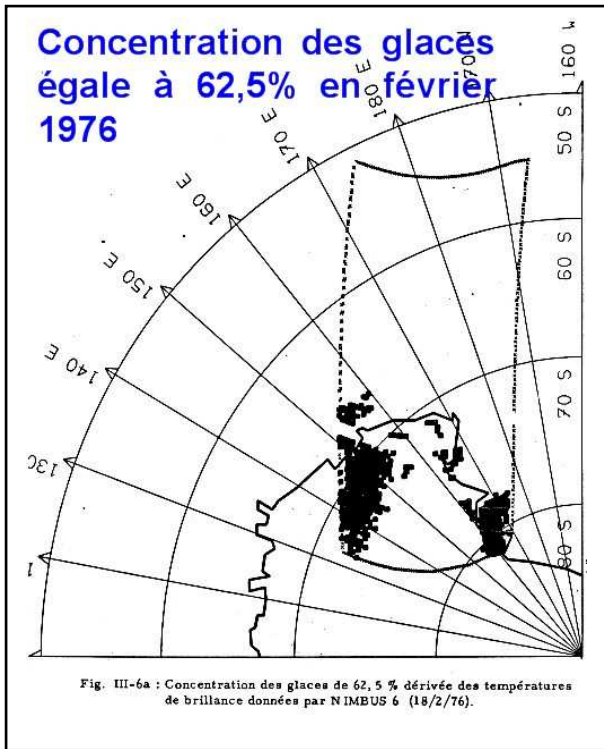 Concentration des glaces
égale à 62,5% en février
1976
160 W
170 W
180 E
170 E
160 E
150 E
140 E
130
1
50 S
60 S
70 S
80 S
Fig. III-6a : Concentration des glaces de 62,5 % dérivée des températures
de brillance données par NIMBUS 6 (18/2/76).